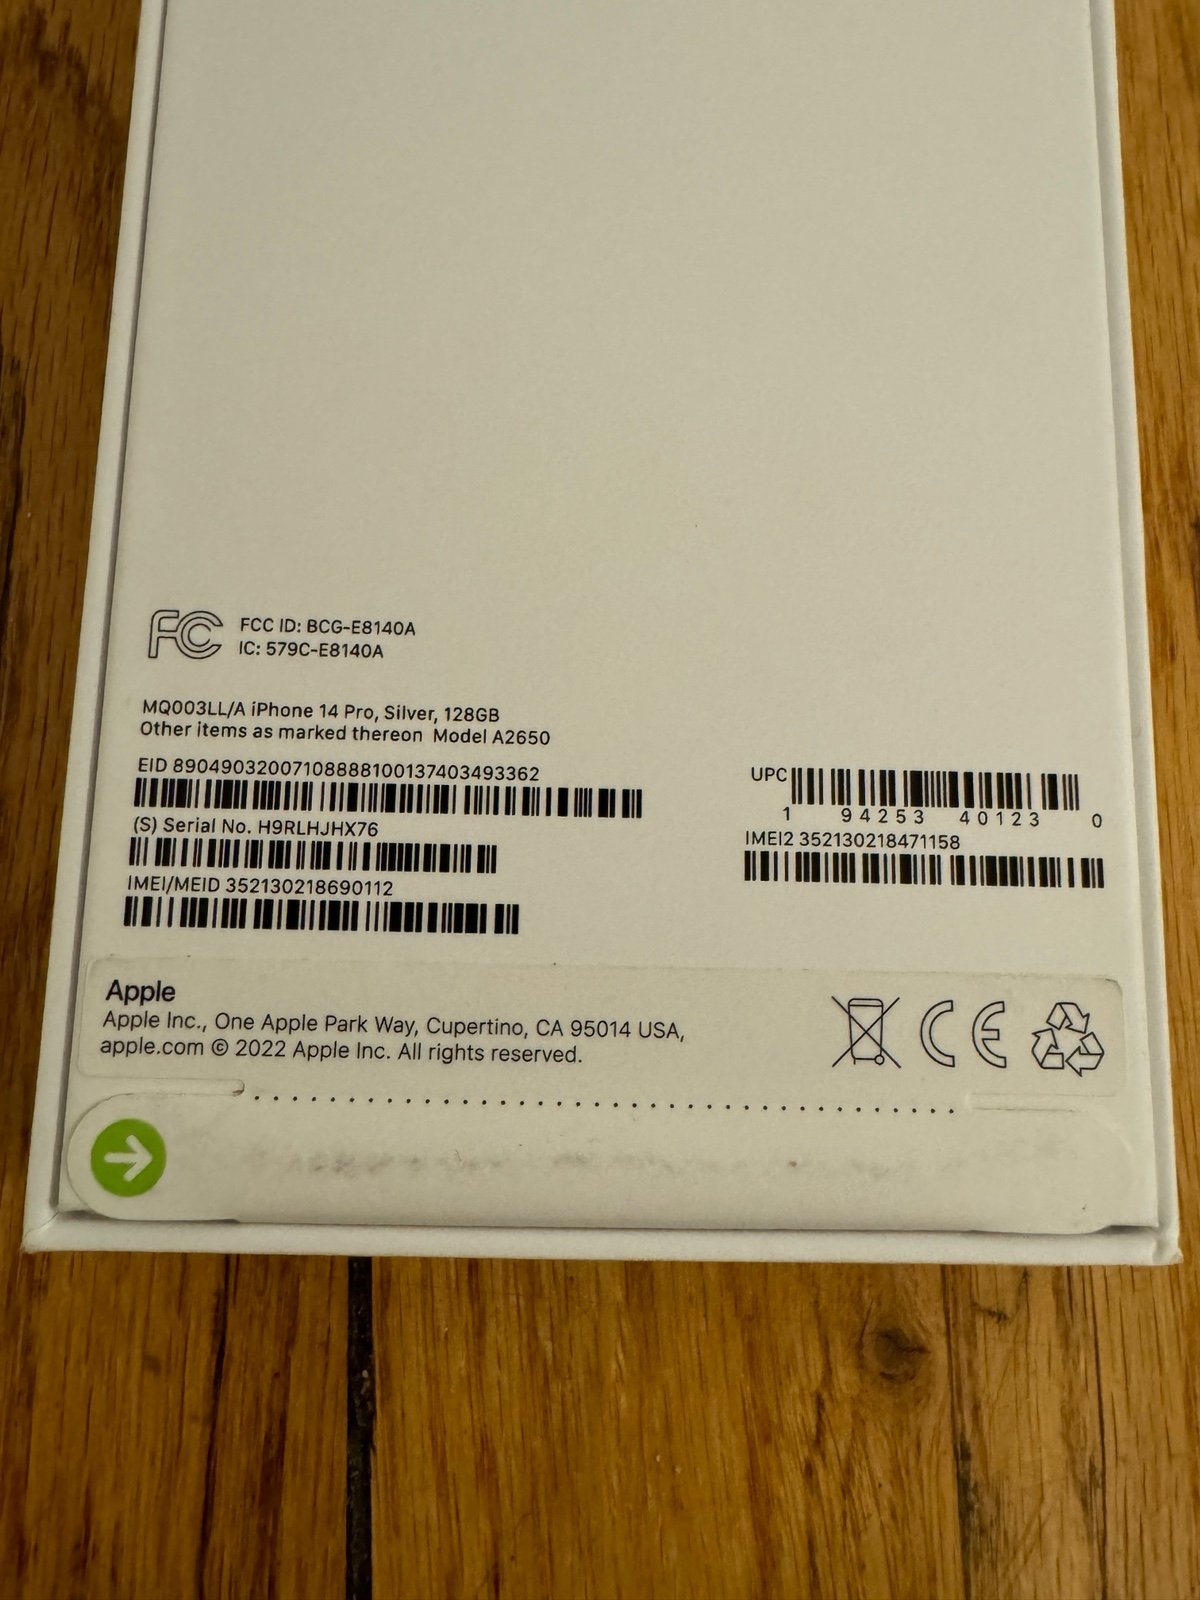 FC FCC ID: BCG-E8140A
IC: 579C-E8140A
MQ003LL/A iPhone 14 Pro, Silver, 128GB
Other items as marked thereon Model A2650
EID 89049032007108888100137403493362
(S) Serial No. H9RLHJHX76
IMEI/MEID 352130218690112
UPC
1 94253 40123 0
IMEI2 352130218471158
Apple
Apple Inc., One Apple Park Way, Cupertino, CA 95014 USA,
apple.com © 2022 Apple Inc. All rights reserved.
CE